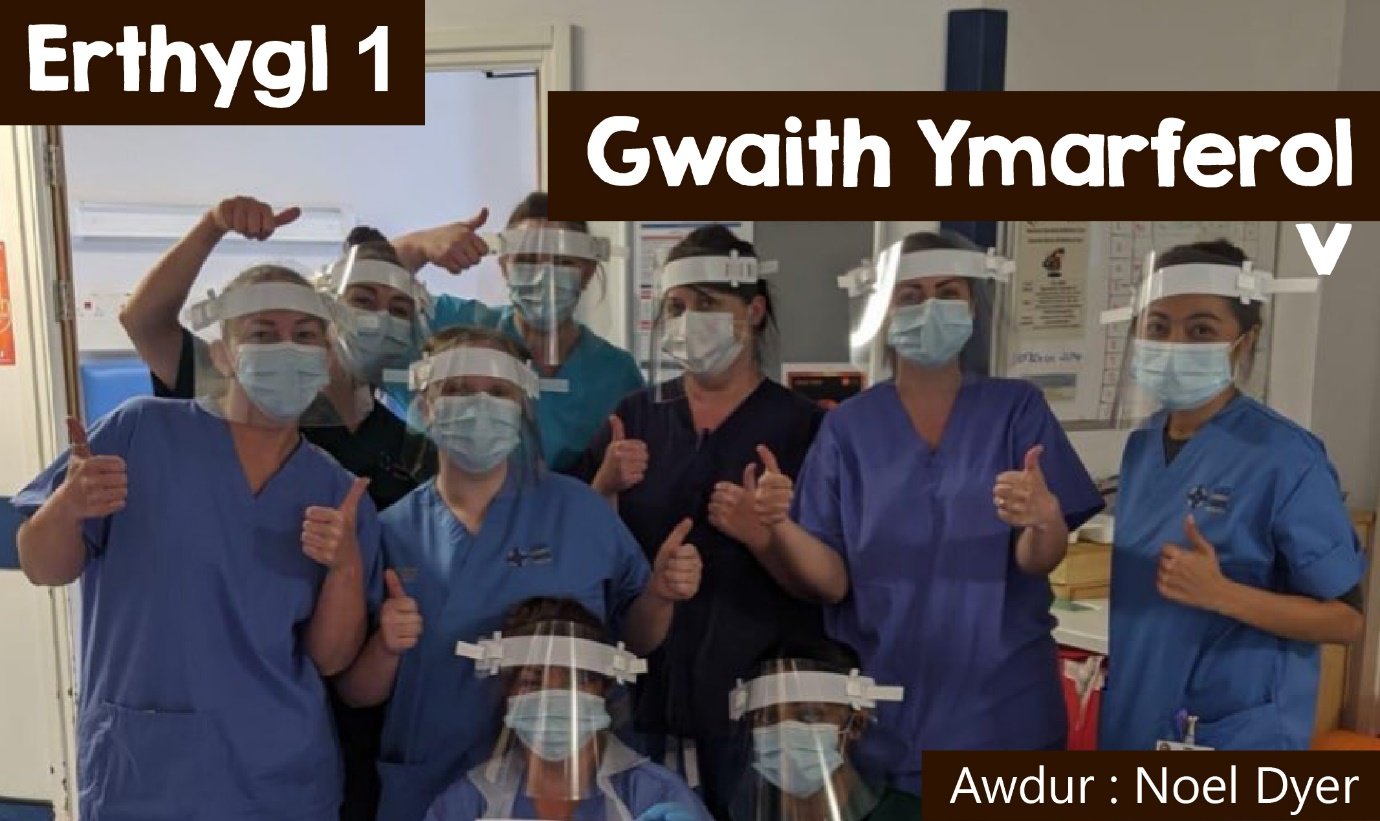 Erthygl 1
Gwaith Ymarferol
v
Awdur : Noel Dyer